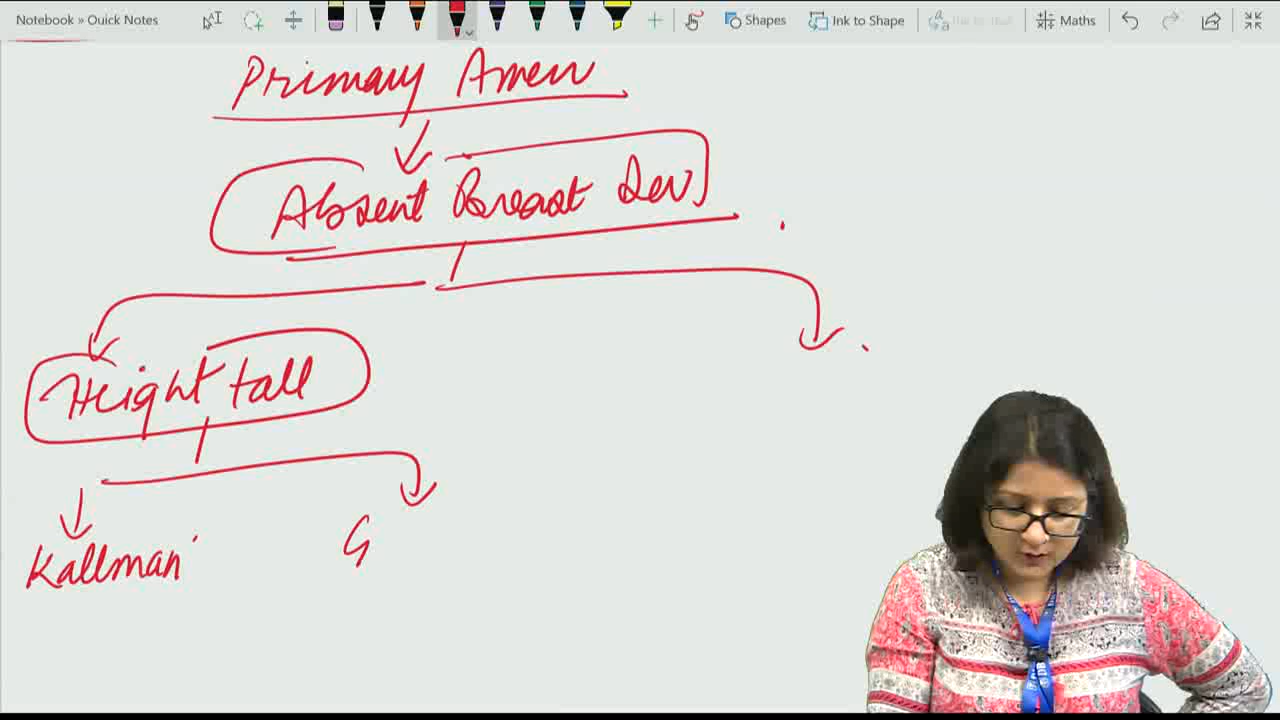 Notebook » Quick Notes
Shapes
Ink to Shape
Maths
Primary Amen
Absent Breast Dev
Height tall
Kallman'
G